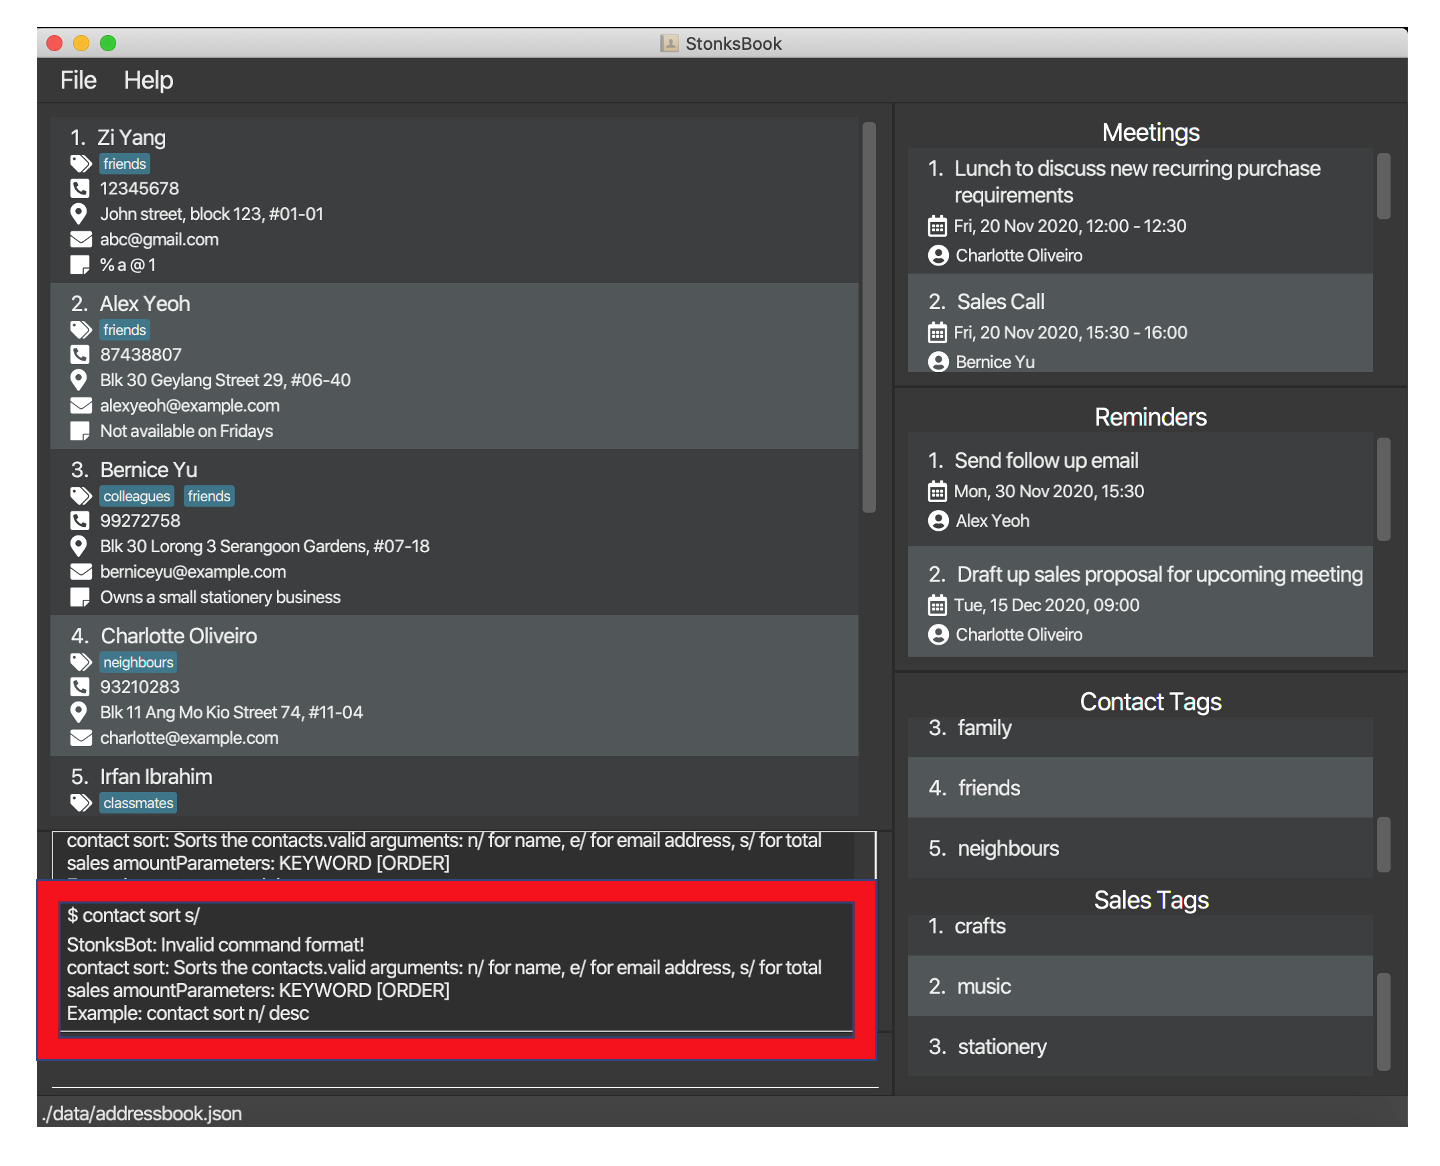 StonksBook
File Help
1. Zi Yang
friends
12345678
John street, block 123, #01-01
abc@gmail.com
% a @ 1
2. Alex Yeoh
friends
87438807
Blk 30 Geylang Street 29, #06-40
alexyeoh@example.com
Not available on Fridays
3. Bernice Yu
colleagues friends
99272758
Blk 30 Lorong 3 Serangoon Gardens, #07-18
berniceyu@example.com
Owns a small stationery business
4. Charlotte Oliveiro
neighbours
93210283
Blk 11 Ang Mo Kio Street 74, #11-04
charlotte@example.com
5. Irfan Ibrahim
classmates
contact sort: Sorts the contacts.valid arguments: n/ for name, e/ for email address, s/ for total
sales amountParameters: KEYWORD [ORDER]
$ contact sort s/
StonksBot: Invalid command format!
contact sort: Sorts the contacts.valid arguments: n/ for name, e/ for email address, s/ for total
sales amountParameters: KEYWORD [ORDER]
Example: contact sort n/ desc
Meetings
1. Lunch to discuss new recurring purchase
requirements
Fri, 20 Nov 2020, 12:00 - 12:30
Charlotte Oliveiro
2. Sales Call
Fri, 20 Nov 2020, 15:30 - 16:00
Bernice Yu
Reminders
1. Send follow up email
Mon, 30 Nov 2020, 15:30
Alex Yeoh
2. Draft up sales proposal for upcoming meeting
Tue, 15 Dec 2020, 09:00
Charlotte Oliveiro
Contact Tags
3. family
4. friends
5. neighbours
Sales Tags
1. crafts
2. music
3. stationery
./data/addressbook.json